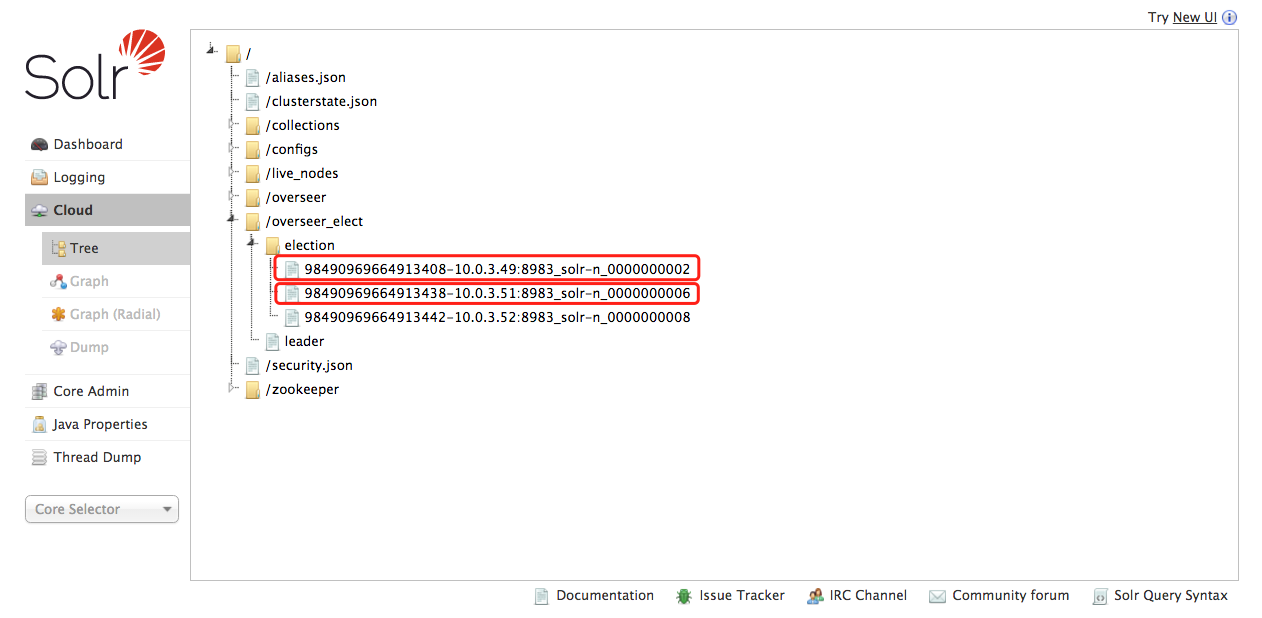 Try New UI
Solr
Dashboard
Logging
Cloud
Tree
Graph
Graph (Radial)
Dump
Core Admin
Java Properties
Thread Dump
Core Selector
/
/aliases.json
/clusterstate.json
/collections
/configs
/live_nodes
/overseer
/overseer_elect
election
98490969664913408-10.0.3.49:8983_solr-n_0000000002
98490969664913438-10.0.3.51:8983_solr-n_0000000006
98490969664913442-10.0.3.52:8983_solr-n_0000000008
leader
/security.json
/zookeeper
Documentation Issue Tracker IRC Channel Community forum Solr Query Syntax